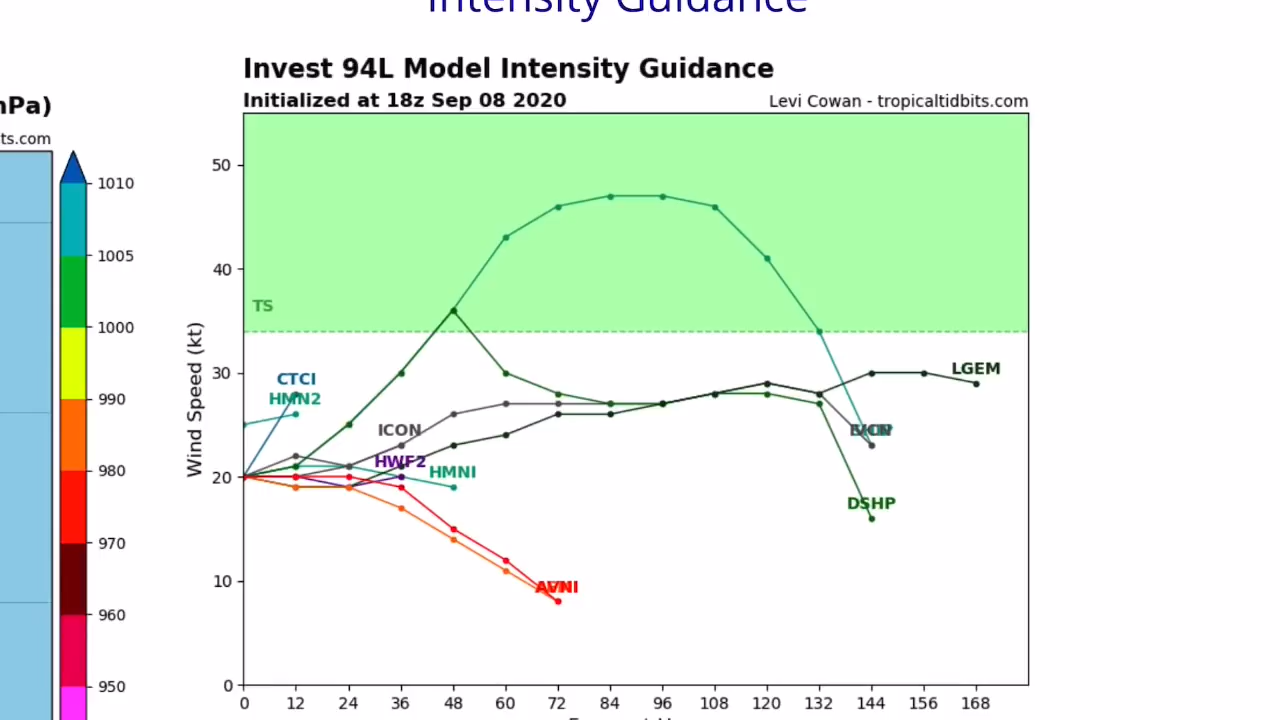 Intensity Guidance
Invest 94L Model Intensity Guidance
Initialized at 18z Sep 08 2020
Levi Cowan - tropicaltidbits.com
hPa)
ts.com
1010
1005
1000
990
980
970
960
950
Wind Speed (kt)
50
40
30
20
10
0
TS
CTCI
HMN2
ICON
HWF2
HMNI
AVNI
LGEM
DSHP
0 12 24 36 48 60 72 84 96 108 120 132 144 156 168